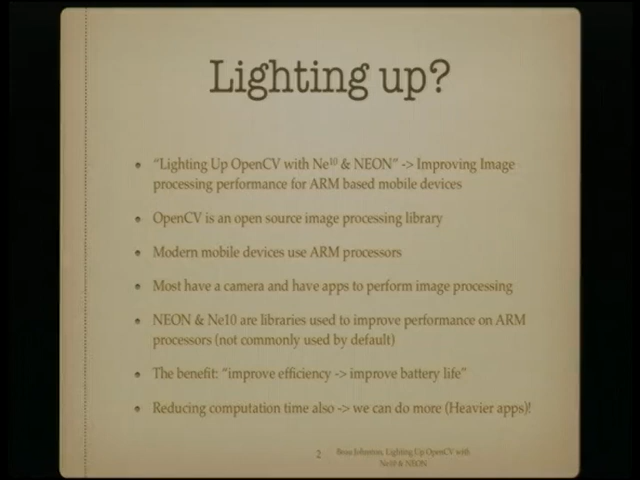 Lighting up?
• “Lighting Up OpenCV with Ne¹⁰ & NEON” -> Improving Image
processing performance for ARM based mobile devices
• OpenCV is an open source image processing library
• Modern mobile devices use ARM processors
• Most have a camera and have apps to perform image processing
• NEON & Ne10 are libraries used to improve performance on ARM
processors (not commonly used by default)
• The benefit: “improve efficiency -> improve battery life”
• Reducing computation time also -> we can do more (Heavier apps)!
2 Beau Johnston, Lighting Up OpenCV with
Ne10 & NEON